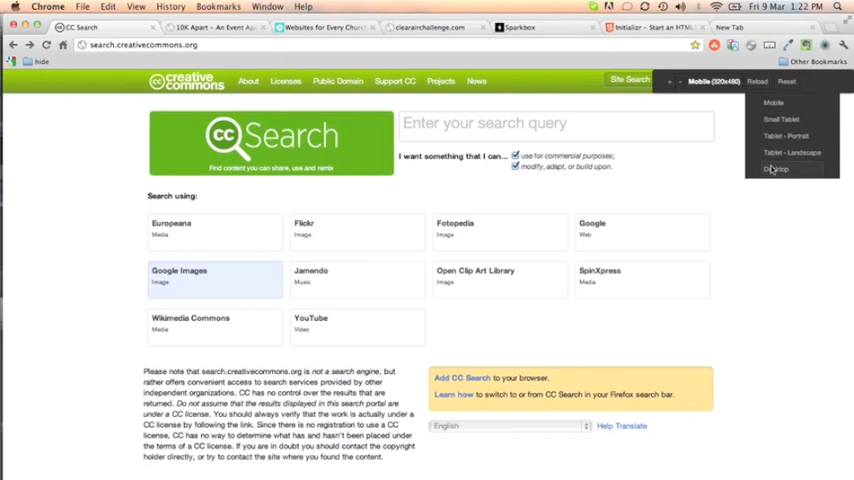 Chrome File Edit View History Bookmarks Window Help Fri 9 Mar 1:22 PM
CC Search 10K Apart – An Event Ap Websites for Every Churc clearairchallenge.com Sparkbox Initializr - Start an HTML New Tab
search.creativecommons.org
hide Other Bookmarks
creative commons About Licenses Public Domain Support CC Projects News Site Search
+ - Mobile (320x480) Reload Reset
Mobile
Small Tablet
Tablet - Portrait
Tablet - Landscape
cc Search
Find content you can share, use and remix
Enter your search query
I want something that I can... use for commercial purposes;
modify, adapt, or build upon.
Search using:
Europeana Flickr Fotopedia Google
Media Image Image Web
Google Images Jamendo Open Clip Art Library SpinXpress
Image Music Image Media
Wikimedia Commons YouTube
Media Video
Please note that search.creativecommons.org is not a search engine, but
rather offers convenient access to search services provided by other
independent organizations. CC has no control over the results that are
returned. Do not assume that the results displayed in this search portal are
under a CC license. You should always verify that the work is actually under
a CC license by following the link. Since there is no registration to use a CC
license, CC has no way to determine what has and hasn't been placed under
the terms of a CC license. If you are in doubt you should contact the copyright
holder directly, or try to contact the site where you found the content.
Add CC Search to your browser.
Learn how to switch to or from CC Search in your Firefox search bar.
English Help Translate